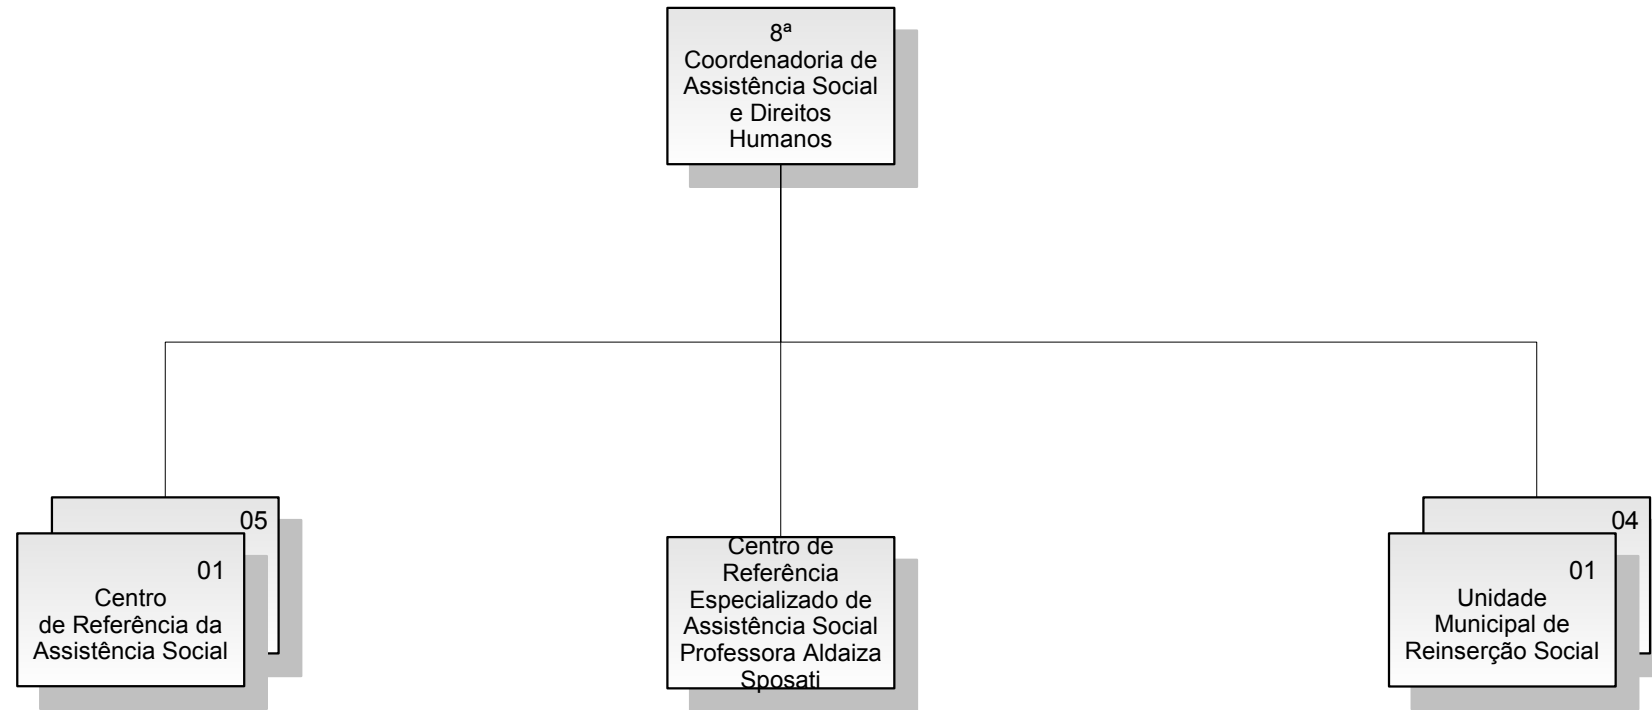 8ª
Coordenadoria de
Assistência Social
e Direitos
Humanos
05
01
Centro
de Referência da
Assistência Social
Centro de
Referência
Especializado de
Assistência Social
Professora Aldaiza
Sposati
04
01
Unidade
Municipal de
Reinserção Social